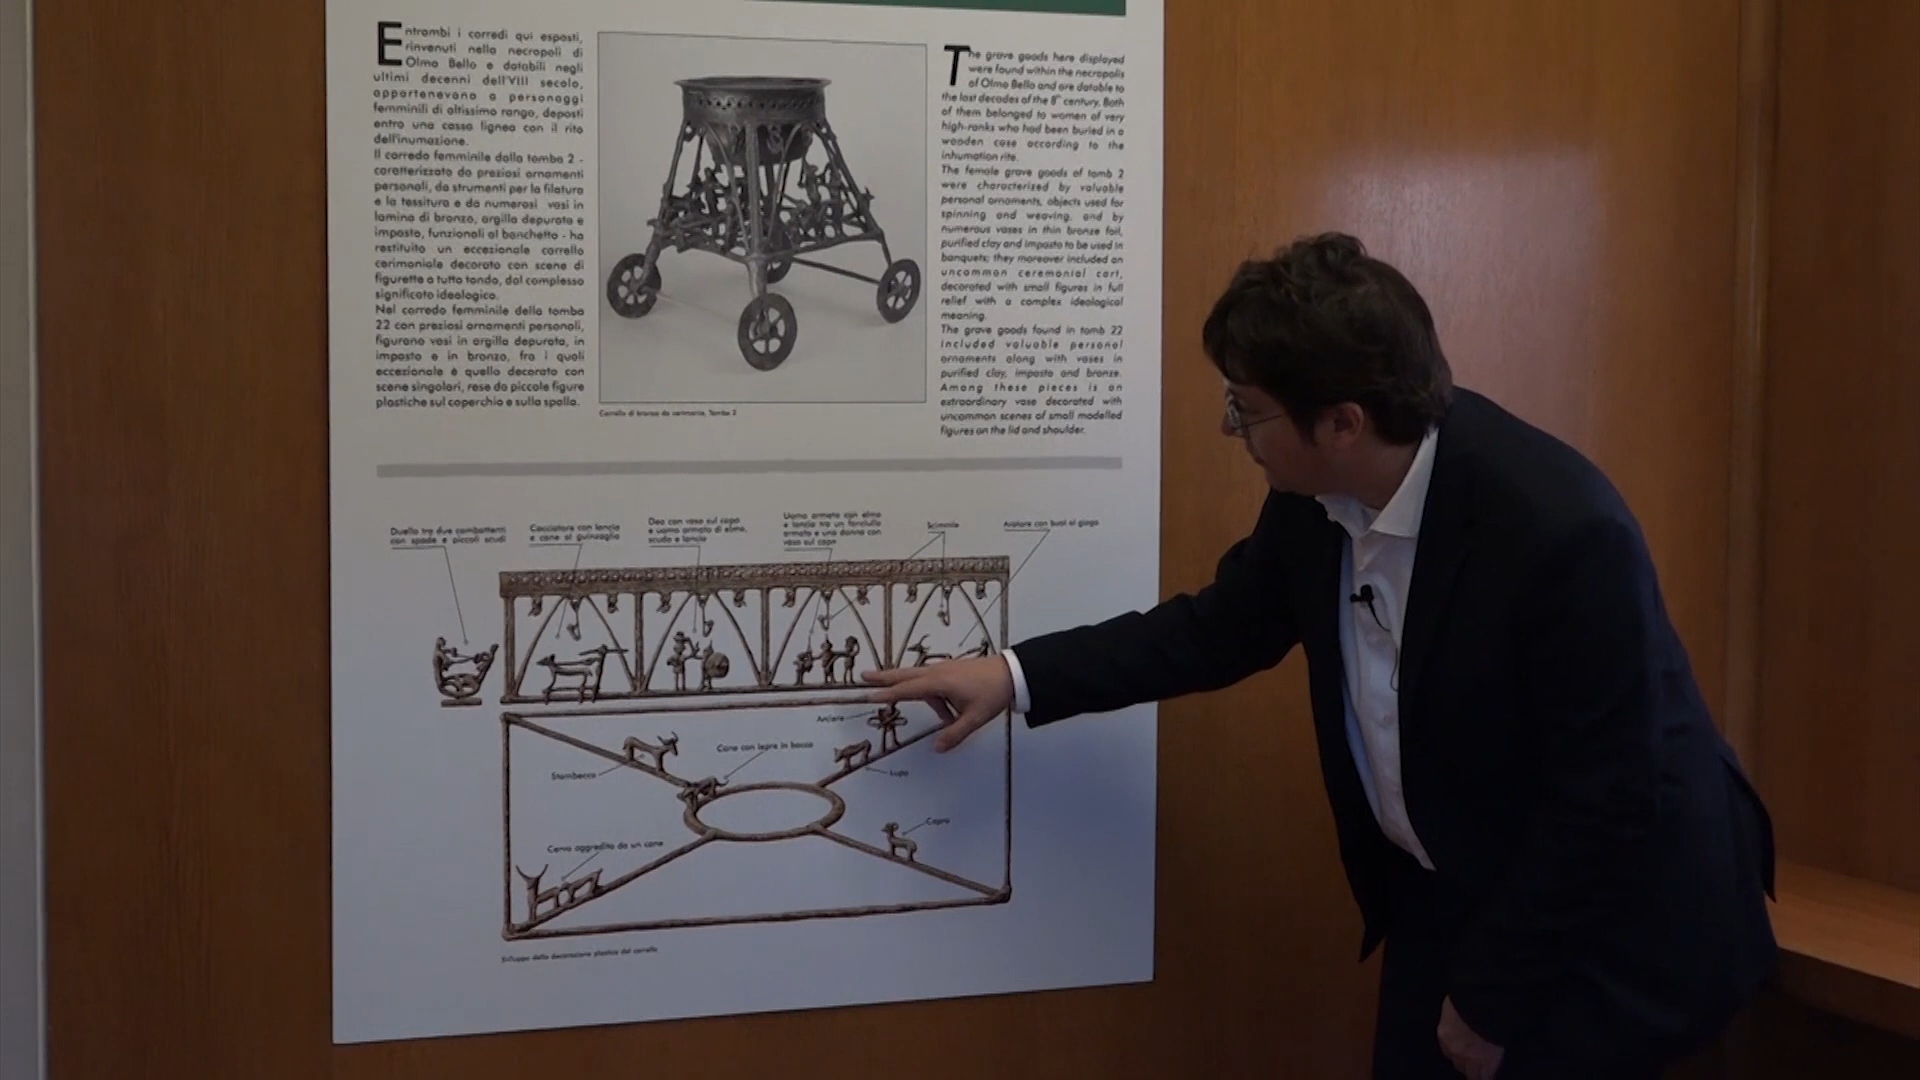 Entrambi i corredi qui esposti,
rinvenuti nella necropoli di
Olmo Bello e databili negli
ultimi decenni dell'VIII secolo,
appartenevano a personaggi
femminili di altissimo rango, deposti
entro una cassa lignea con il rito
dell'inumazione.
Il corredo femminile dalla tomba 2 -
caratterizzato da preziosi ornamenti
personali, da strumenti per la filatura
e la tessitura e da numerosi vasi in
lamina di bronzo, argilla depurata e
impasto, funzionali al banchetto - ha
restituito un eccezionale carrello
cerimoniale decorato con scene di
figurette a tutto tondo, dal complesso
significato ideologico.
Nel corredo femminile della tomba
22 con preziosi ornamenti personali,
figurano vasi in argilla depurata, in
impasto e in bronzo, fra i quali
eccezionale è quello decorato con
scene singolari, rese da piccole figure
plastiche sul coperchio e sulla spalla.
Carrello di bronzo da cerimonia, Tomba 2
The grave goods here displayed
were found within the necropolis
of Olmo Bello and are datable to
the last decades of the 8th century. Both
of them belonged to women of very
high-ranks who had been buried in a
wooden case according to the
inhumation rite.
The female grave goods of tomb 2
were characterized by valuable
personal ornaments, objects used for
spinning and weaving, and by
numerous vases in thin bronze foil,
purified clay and impasto to be used in
banquets; they moreover included an
uncommon ceremonial cart,
decorated with small figures in full
relief with a complex ideological
meaning.
The grave goods found in tomb 22
included valuable personal
ornaments along with vases in
purified clay, impasto and bronze.
Among these pieces is an
extraordinary vase decorated with
uncommon scenes of small modelled
figures on the lid and shoulder.
Duello tra due combattenti
con spade e piccoli scudi
Cacciatore con lancia
e cane al guinzaglio
Dea con vaso sul capo
e uomo armato di elmo,
scudo e lancia
Uomo armato con elmo
e lancia tra un fanciullo
armato e una donna con
vaso sul capo
Scimmie
Aratore con buoi al giogo
Arciere
Cane con lepre in bocca
Stambecco
Lupo
Capro
Cervo aggredito da un cane
Sviluppo della decorazione plastica del carrello